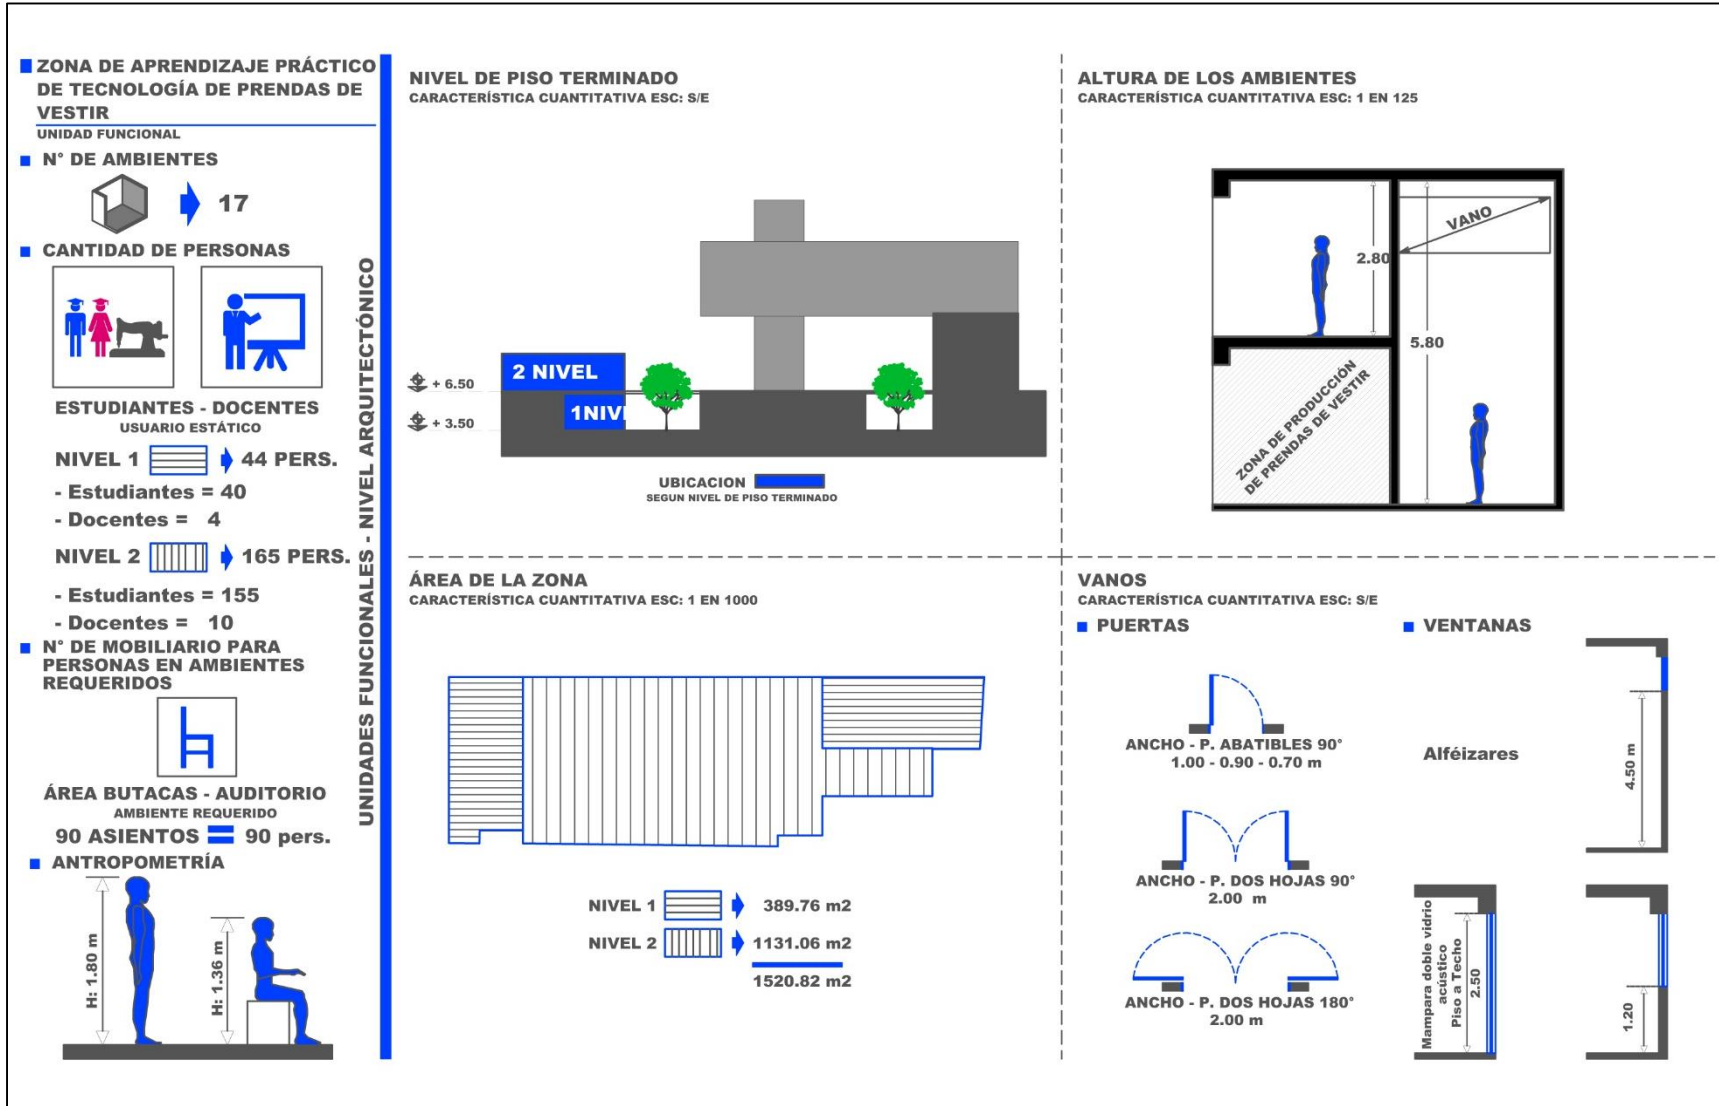 ZONA DE APRENDIZAJE PRÁCTICO
DE TECNOLOGÍA DE PRENDAS DE
VESTIR
UNIDAD FUNCIONAL
N° DE AMBIENTES
17
CANTIDAD DE PERSONAS
ESTUDIANTES - DOCENTES
USUARIO ESTÁTICO
NIVEL 1 44 PERS.
- Estudiantes = 40
- Docentes = 4
NIVEL 2 165 PERS.
- Estudiantes = 155
- Docentes = 10
N° DE MOBILIARIO PARA
PERSONAS EN AMBIENTES
REQUERIDOS
ÁREA BUTACAS - AUDITORIO
AMBIENTE REQUERIDO
90 ASIENTOS = 90 pers.
ANTROPOMETRÍA
H: 1.80 m
H: 1.36 m
UNIDADES FUNCIONALES - NIVEL ARQUITECTÓNICO
NIVEL DE PISO TERMINADO
CARACTERÍSTICA CUANTITATIVA ESC: S/E
2 NIVEL
+ 6.50
1NIVI
+ 3.50
UBICACION
SEGUN NIVEL DE PISO TERMINADO
ALTURA DE LOS AMBIENTES
CARACTERÍSTICA CUANTITATIVA ESC: 1 EN 125
VANO
2.80
5.80
ZONA DE PRODUCCIÓN
DE PRENDAS DE VESTIR
ÁREA DE LA ZONA
CARACTERÍSTICA CUANTITATIVA ESC: 1 EN 1000
NIVEL 1 389.76 m2
NIVEL 2 1131.06 m2
1520.82 m2
VANOS
CARACTERÍSTICA CUANTITATIVA ESC: S/E
PUERTAS
ANCHO - P. ABATIBLES 90°
1.00 - 0.90 - 0.70 m
ANCHO - P. DOS HOJAS 90°
2.00 m
ANCHO - P. DOS HOJAS 180°
2.00 m
VENTANAS
Alféizares
4.50 m
Mampara doble vidrio
acústico
Piso a Techo
2.50
1.20